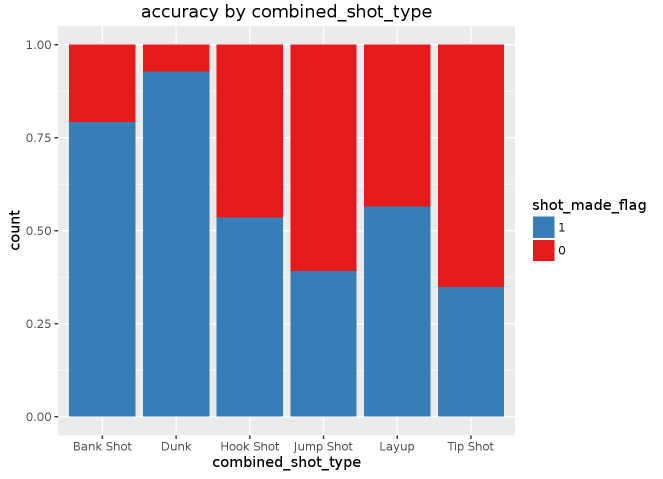 accuracy by combined_shot_type
1.00
0.75
0.50
0.25
0.00
count
Bank Shot Dunk Hook Shot Jump Shot Layup Tip Shot
combined_shot_type
shot_made_flag
1
0